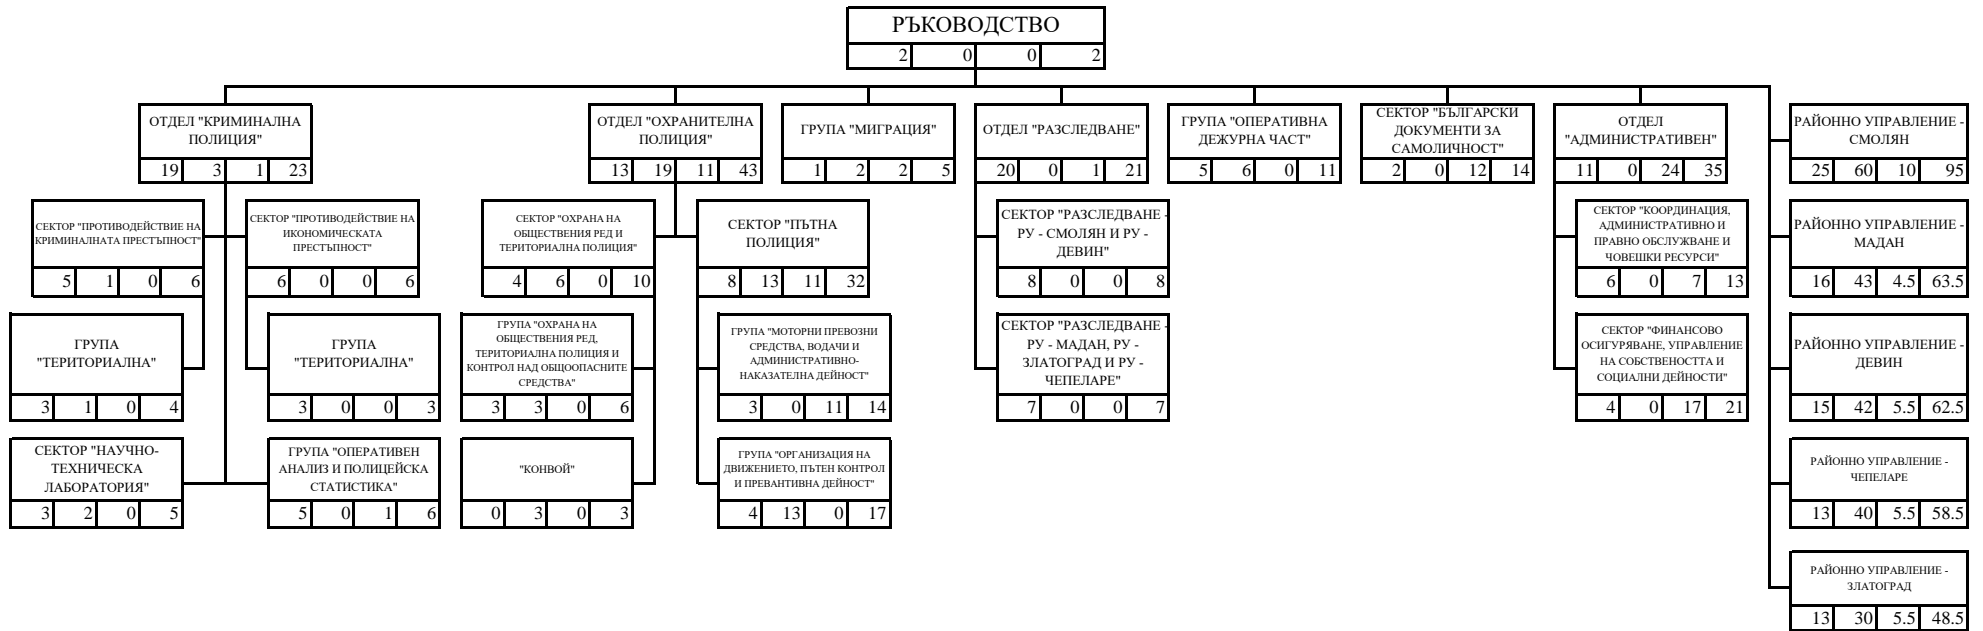 РЪКОВОДСТВО
2 0 0 2
ОТДЕЛ "КРИМИНАЛНА
ПОЛИЦИЯ"
19 3 1 23
ОТДЕЛ "ОХРАНИТЕЛНА
ПОЛИЦИЯ"
13 19 11 43
ГРУПА "МИГРАЦИЯ"
1 2 2 5
ОТДЕЛ "РАЗСЛЕДВАНЕ"
20 0 1 21
ГРУПА "ОПЕРАТИВНА
ДЕЖУРНА ЧАСТ"
5 6 0 11
СЕКТОР "БЪЛГАРСКИ
ДОКУМЕНТИ ЗА
САМОЛИЧНОСТ"
2 0 12 14
ОТДЕЛ
"АДМИНИСТРАТИВЕН"
11 0 24 35
РАЙОННО УПРАВЛЕНИЕ -
СМОЛЯН
25 60 10 95
СЕКТОР "ПРОТИВОДЕЙСТВИЕ НА
КРИМИНАЛНАТА ПРЕСТЪПНОСТ"
5 1 0 6
СЕКТОР "ПРОТИВОДЕЙСТВИЕ НА
ИКОНОМИЧЕСКАТА
ПРЕСТЪПНОСТ"
6 0 0 6
СЕКТОР "ОХРАНА НА
ОБЩЕСТВЕНИЯ РЕД И
ТЕРИТОРИАЛНА ПОЛИЦИЯ"
4 6 0 10
СЕКТОР "ПЪТНА
ПОЛИЦИЯ"
8 13 11 32
СЕКТОР "РАЗСЛЕДВАНЕ -
РУ - СМОЛЯН И РУ -
ДЕВИН"
8 0 0 8
СЕКТОР "КООРДИНАЦИЯ,
АДМИНИСТРАТИВНО И
ПРАВНО ОБСЛУЖВАНЕ И
ЧОВЕШКИ РЕСУРСИ"
6 0 7 13
РАЙОННО УПРАВЛЕНИЕ -
МАДАН
16 43 4.5 63.5
ГРУПА
"ТЕРИТОРИАЛНА"
3 1 0 4
ГРУПА
"ТЕРИТОРИАЛНА"
3 0 0 3
ГРУПА "ОХРАНА НА
ОБЩЕСТВЕНИЯ РЕД,
ТЕРИТОРИАЛНА ПОЛИЦИЯ И
КОНТРОЛ НАД ОБЩООПАСНИТЕ
СРЕДСТВА"
3 3 0 6
ГРУПА "МОТОРНИ ПРЕВОЗНИ
СРЕДСТВА, ВОДАЧИ И
АДМИНИСТРАТИВНО-
НАКАЗАТЕЛНА ДЕЙНОСТ"
3 0 11 14
СЕКТОР "РАЗСЛЕДВАНЕ -
РУ - МАДАН, РУ -
ЗЛАТОГРАД И РУ -
ЧЕПЕЛАРЕ"
7 0 0 7
СЕКТОР "ФИНАНСОВО
ОСИГУРЯВАНЕ, УПРАВЛЕНИЕ
НА СОБСТВЕНОСТТА И
СОЦИАЛНИ ДЕЙНОСТИ"
4 0 17 21
РАЙОННО УПРАВЛЕНИЕ -
ДЕВИН
15 42 5.5 62.5
СЕКТОР "НАУЧНО-
ТЕХНИЧЕСКА
ЛАБОРАТОРИЯ"
3 2 0 5
ГРУПА "ОПЕРАТИВЕН
АНАЛИЗ И ПОЛИЦЕЙСКА
СТАТИСТИКА"
5 0 1 6
"КОНВОЙ"
0 3 0 3
ГРУПА "ОРГАНИЗАЦИЯ НА
ДВИЖЕНИЕТО, ПЪТЕН КОНТРОЛ
И ПРЕВАНТИВНА ДЕЙНОСТ"
4 13 0 17
РАЙОННО УПРАВЛЕНИЕ -
ЧЕПЕЛАРЕ
13 40 5.5 58.5
РАЙОННО УПРАВЛЕНИЕ -
ЗЛАТОГРАД
13 30 5.5 48.5